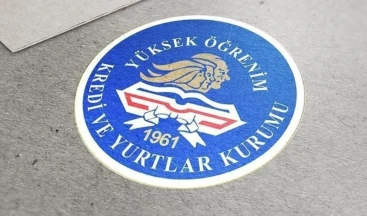 YÜKSEK ÖĞRENİM
KREDİ VE YURTLAR KURUMU
1961